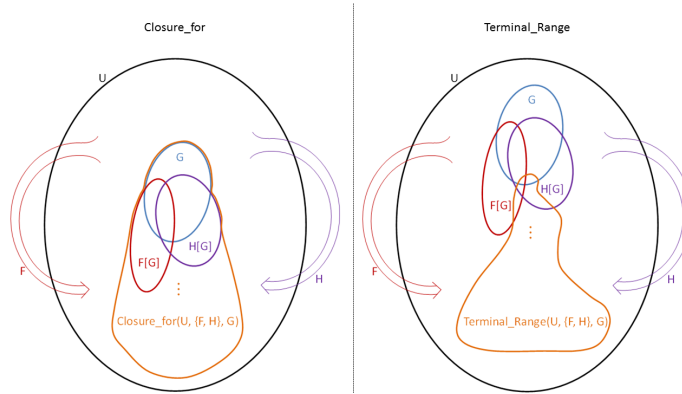 Closure_for
U
G
F[G]
H[G]
⋮
F
H
Closure_for(U, {F, H}, G)
Terminal_Range
U
G
H[G]
F[G]
⋮
F
H
Terminal_Range(U, {F, H}, G)